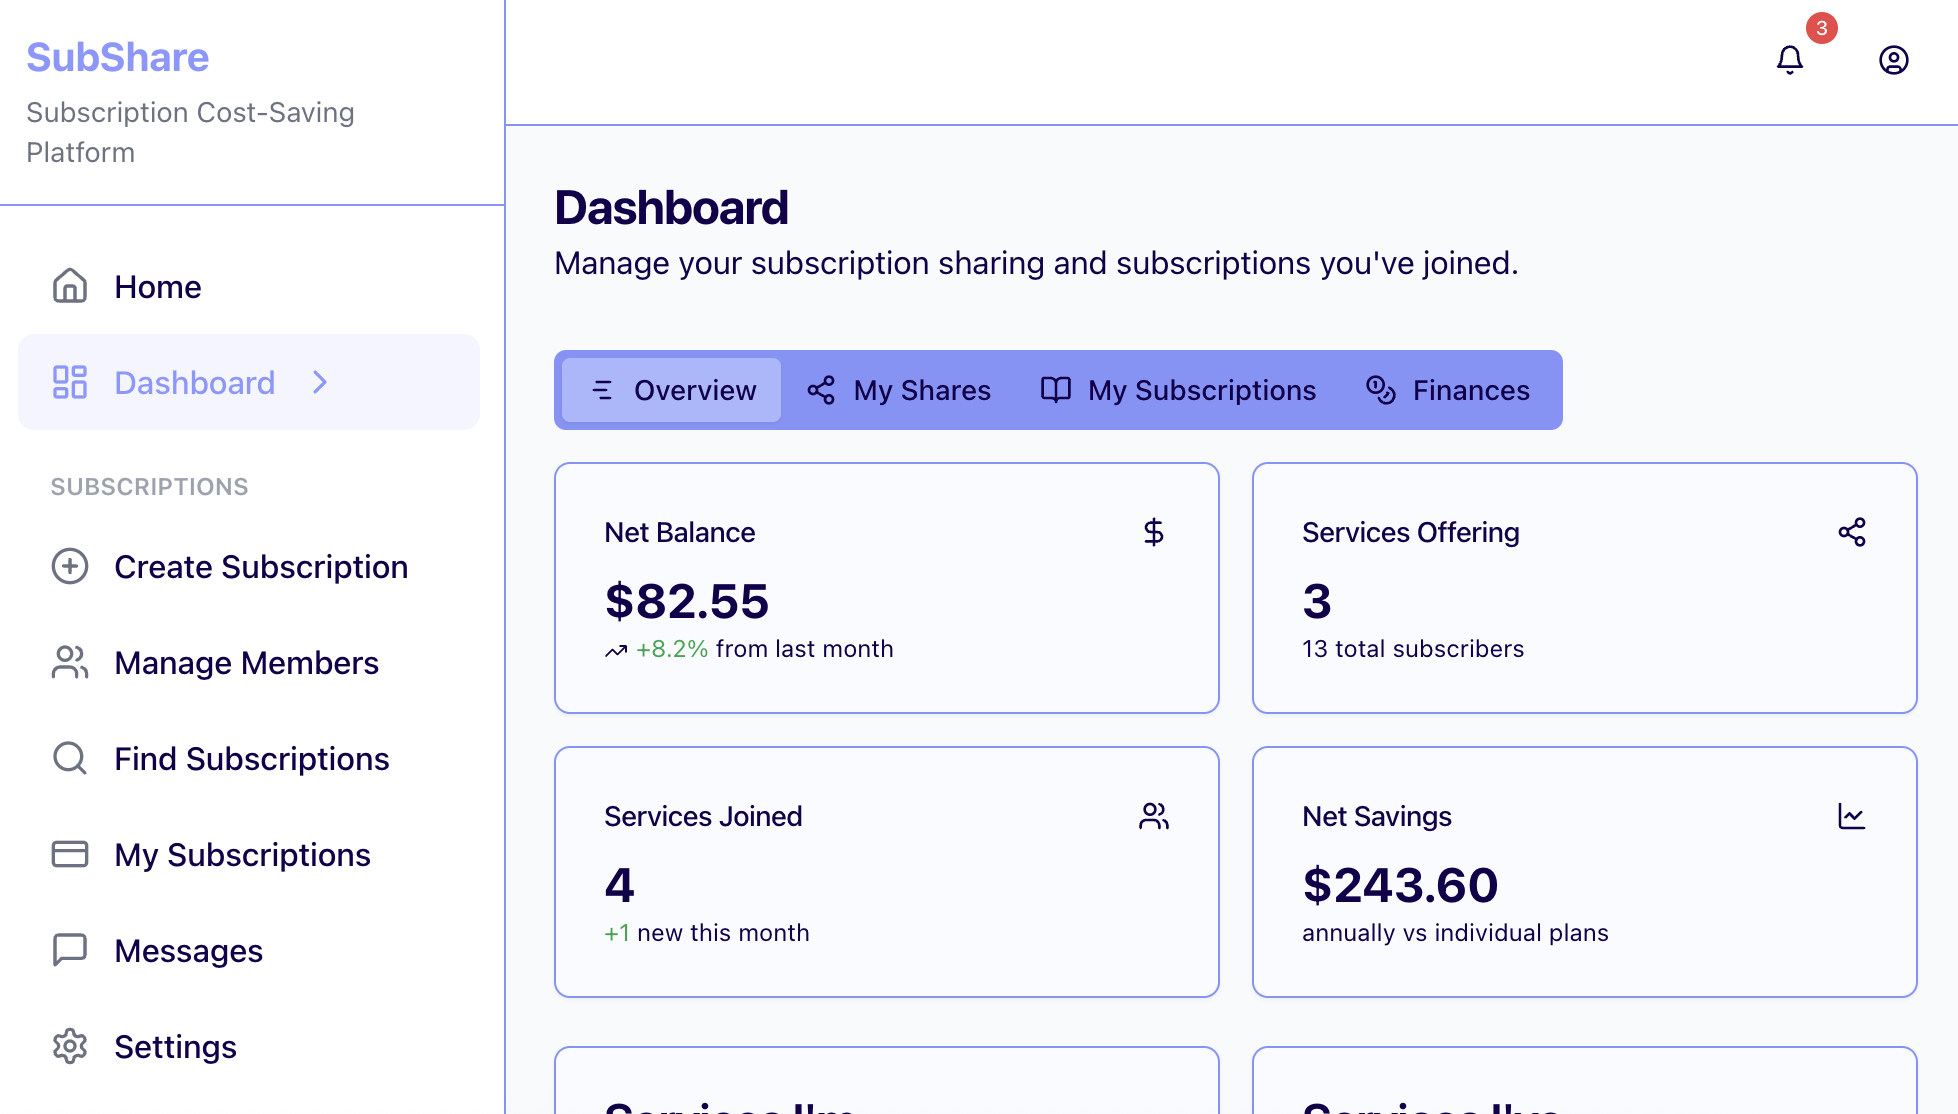 SubShare
Subscription Cost-Saving
Platform
Home
Dashboard
SUBSCRIPTIONS
Create Subscription
Manage Members
Find Subscriptions
My Subscriptions
Messages
Settings
3
Dashboard
Manage your subscription sharing and subscriptions you've joined.
Overview My Shares My Subscriptions Finances
Net Balance
$82.55
+8.2% from last month
Services Offering
3
13 total subscribers
Services Joined
4
+1 new this month
Net Savings
$243.60
annually vs individual plans
Services I'm
Services I've